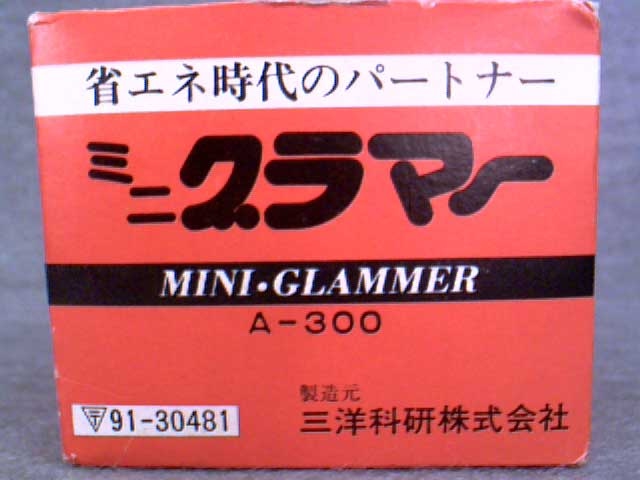 省エネ時代のパートナー
ミニグラマー
MINI・GLAMMER
A-300
製造元
〒91-30481
三洋科研株式会社